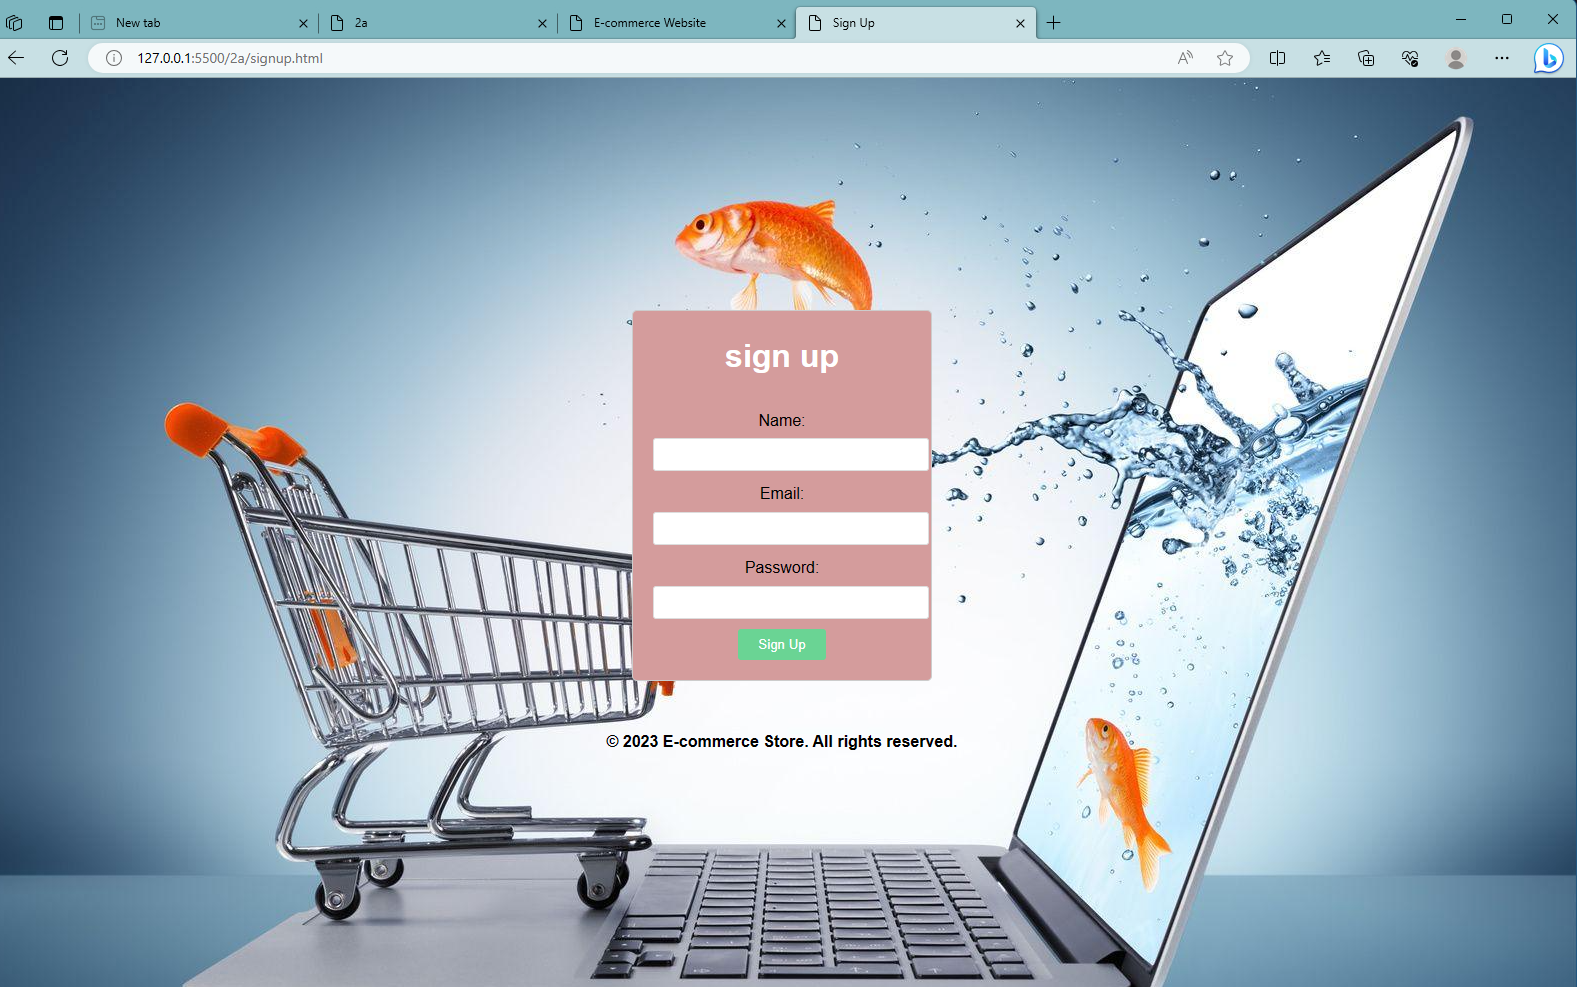 New tab
2a
E-commerce Website
Sign Up
127.0.0.1:5500/2a/signup.html
sign up
Name:
Email:
Password:
Sign Up
© 2023 E-commerce Store. All rights reserved.